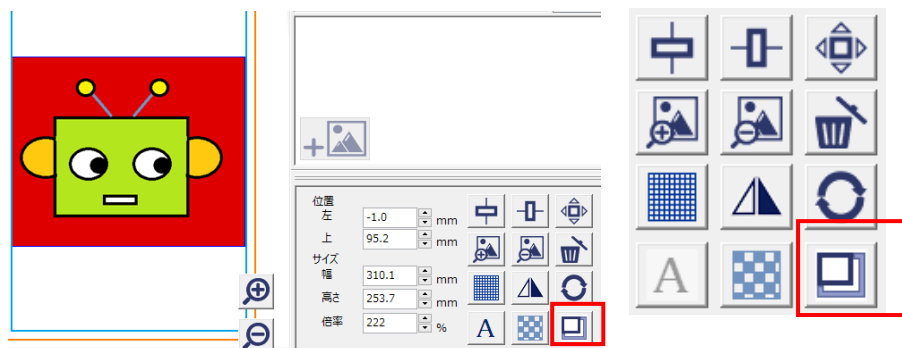 位置
左 -1.0 mm
上 95.2 mm
サイズ
幅 310.1 mm
高さ 253.7 mm
倍率 222 %
A
A